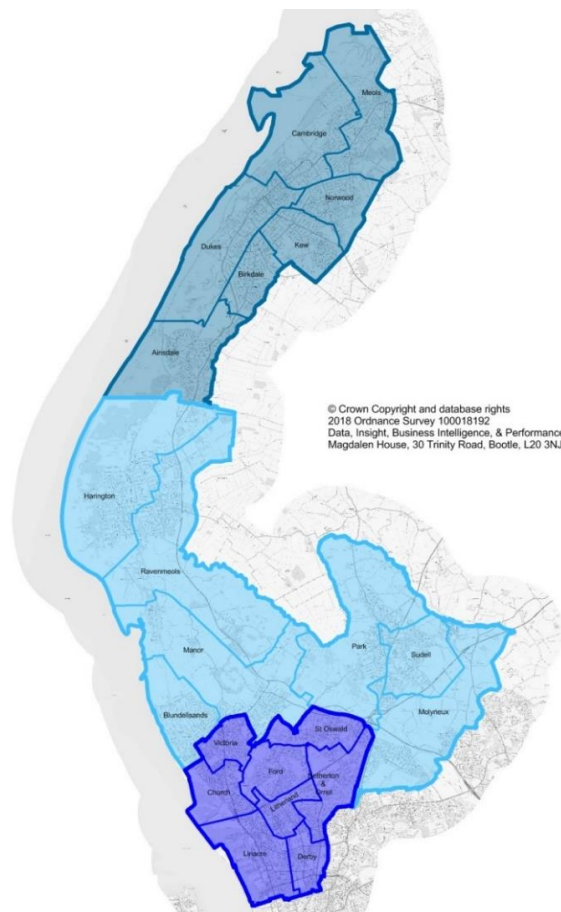 Meols
Cambridge
Norwood
Dukes
Kew
Birkdale
Ainsdale
© Crown Copyright and database rights
2018 Ordnance Survey 100018192
Data, Insight, Business Intelligence, & Performance
Magdalen House, 30 Trinity Road, Bootle, L20 3NJ
Harington
Ravenmeols
Manor
Park
Sudell
Blundellsands
Molyneux
St Oswald
Victoria
Ford
Netherton
&
Orrel
Church
Litherland
Linacre
Derby